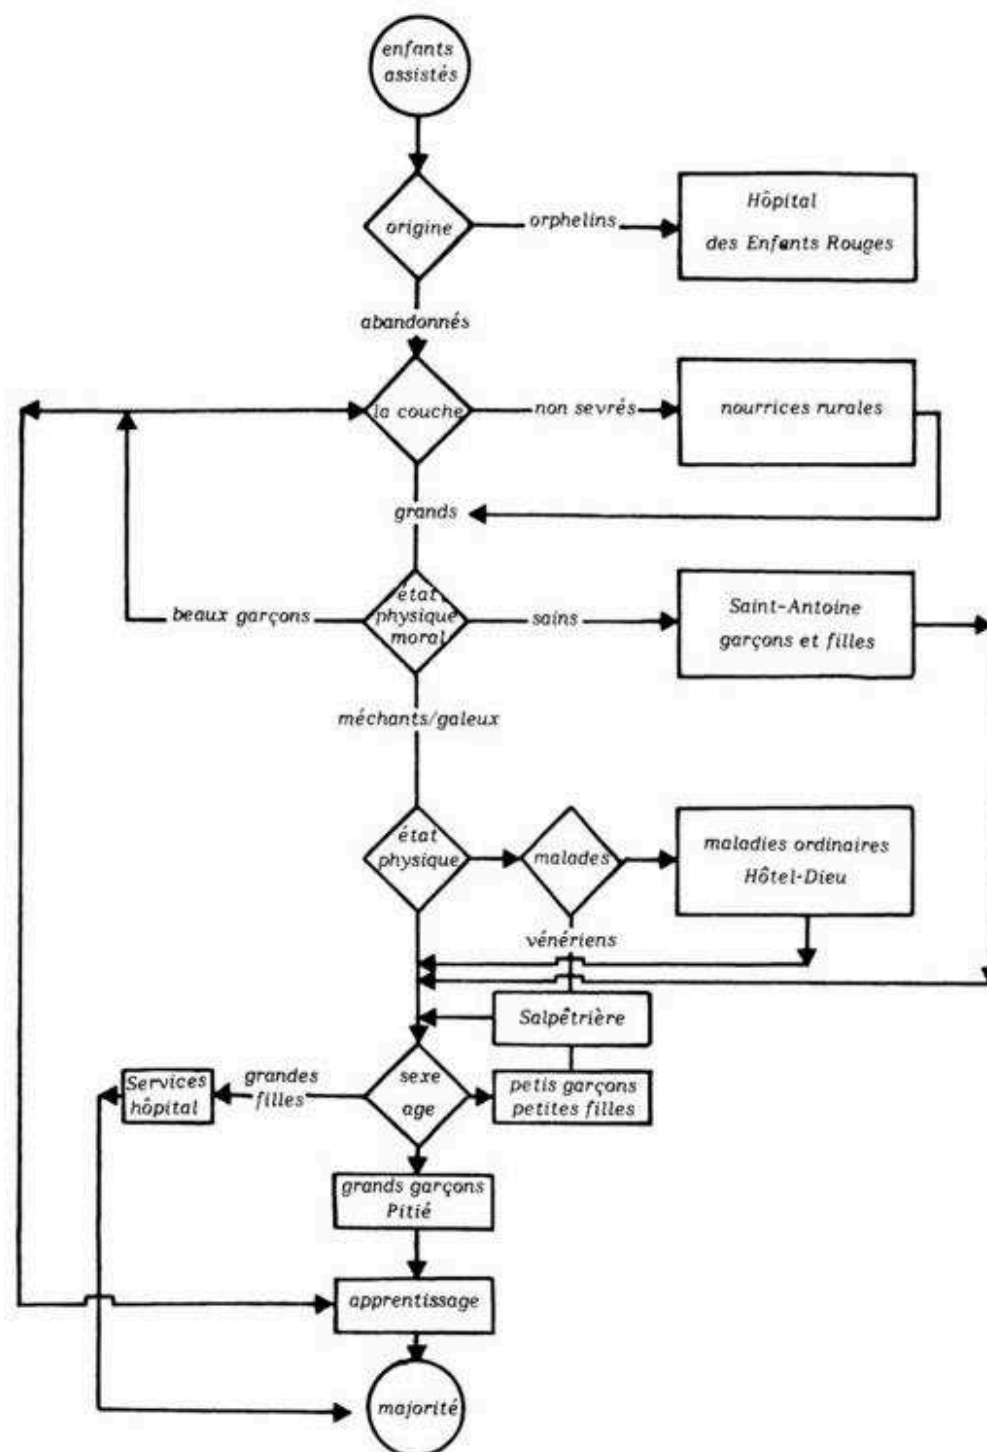 enfants
assistés
origine
orphelins
Hôpital
des Enfants Rouges
abandonnés
la couche
non sevrés
nourrices rurales
grands
état
physique
moral
beaux garçons
sains
Saint-Antoine
garçons et filles
méchants/galeux
état
physique
malades
maladies ordinaires
Hôtel-Dieu
vénériens
Salpêtrière
Services
hôpital
grandes
filles
sexe
age
petis garçons
petites filles
grands garçons
Pitié
apprentissage
majorité